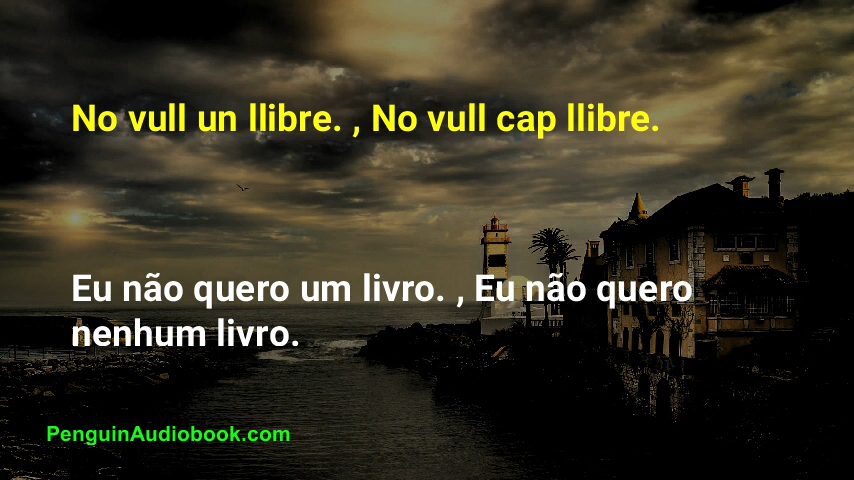 No vull un llibre. , No vull cap llibre.
Eu não quero um livro. , Eu não quero
nenhum livro.
PenguinAudiobook.com